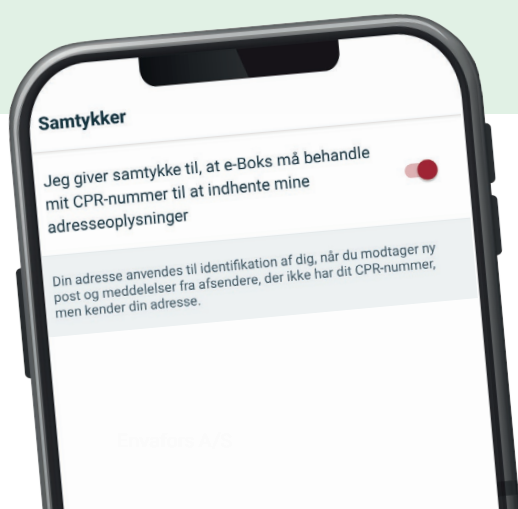 Samtykker
Jeg giver samtykke til, at e-Boks må behandle
mit CPR-nummer til at indhente mine
adresseoplysninger
Din adresse anvendes til identifikation af dig, når du modtager ny
post og meddelelser fra afsendere, der ikke har dit CPR-nummer,
men kender din adresse.